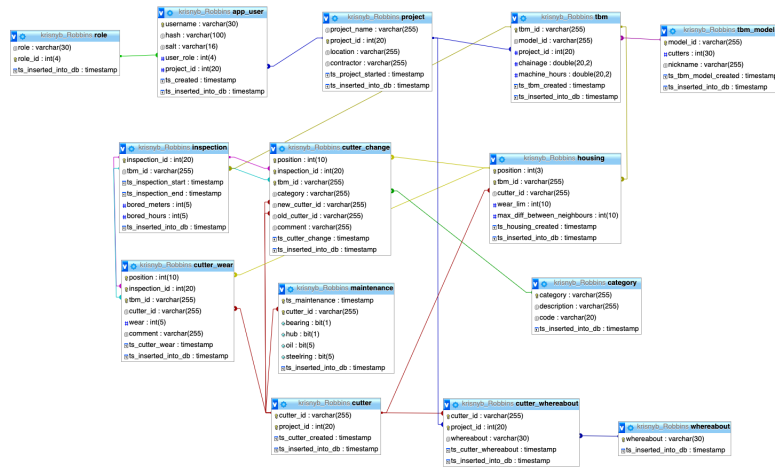 krisnyb_Robbins role
role : varchar(30)
role_id : int(4)
ts_inserted_into_db : timestamp
krisnyb_Robbins app_user
username : varchar(30)
hash : varchar(100)
salt : varchar(16)
user_role : int(4)
project_id : int(20)
ts_created : timestamp
ts_inserted_into_db : timestamp
krisnyb_Robbins project
project_name : varchar(255)
project_id : int(20)
location : varchar(255)
contractor : varchar(255)
ts_project_started : timestamp
ts_inserted_into_db : timestamp
krisnyb_Robbins tbm
tbm_id : varchar(255)
model_id : varchar(255)
project_id : int(20)
chainage : double(20,2)
machine_hours : double(20,2)
ts_tbm_created : timestamp
ts_inserted_into_db : timestamp
krisnyb_Robbins tbm_model
model_id : varchar(255)
cutters : int(30)
nickname : varchar(255)
ts_tbm_model_created : timestamp
ts_inserted_into_db : timestamp
krisnyb_Robbins inspection
inspection_id : int(20)
tbm_id : varchar(255)
ts_inspection_start : timestamp
ts_inspection_end : timestamp
bored_meters : int(5)
bored_hours : int(5)
ts_inserted_into_db : timestamp
krisnyb_Robbins cutter_change
position : int(10)
inspection_id : int(20)
tbm_id : varchar(255)
category : varchar(255)
new_cutter_id : varchar(255)
old_cutter_id : varchar(255)
comment : varchar(255)
ts_cutter_change : timestamp
ts_inserted_into_db : timestamp
krisnyb_Robbins housing
position : int(3)
tbm_id : varchar(255)
cutter_id : varchar(255)
wear_lim : int(10)
max_diff_between_neighbours : int(10)
ts_housing_created : timestamp
ts_inserted_into_db : timestamp
krisnyb_Robbins cutter_wear
position : int(10)
inspection_id : int(20)
tbm_id : varchar(255)
cutter_id : varchar(255)
wear : int(5)
comment : varchar(255)
ts_cutter_wear : timestamp
ts_inserted_into_db : timestamp
krisnyb_Robbins maintenance
ts_maintenance : timestamp
cutter_id : varchar(255)
bearing : bit(1)
hub : bit(1)
oil : bit(5)
steelring : bit(5)
ts_inserted_into_db : timestamp
krisnyb_Robbins category
category : varchar(255)
description : varchar(255)
code : varchar(20)
ts_inserted_into_db : timestamp
krisnyb_Robbins cutter
cutter_id : varchar(255)
project_id : int(20)
ts_cutter_created : timestamp
ts_inserted_into_db : timestamp
krisnyb_Robbins cutter_whereabout
cutter_id : varchar(255)
project_id : int(20)
whereabout : varchar(30)
ts_cutter_whereabout : timestamp
ts_inserted_into_db : timestamp
krisnyb_Robbins whereabout
whereabout : varchar(30)
ts_inserted_into_db : timestamp